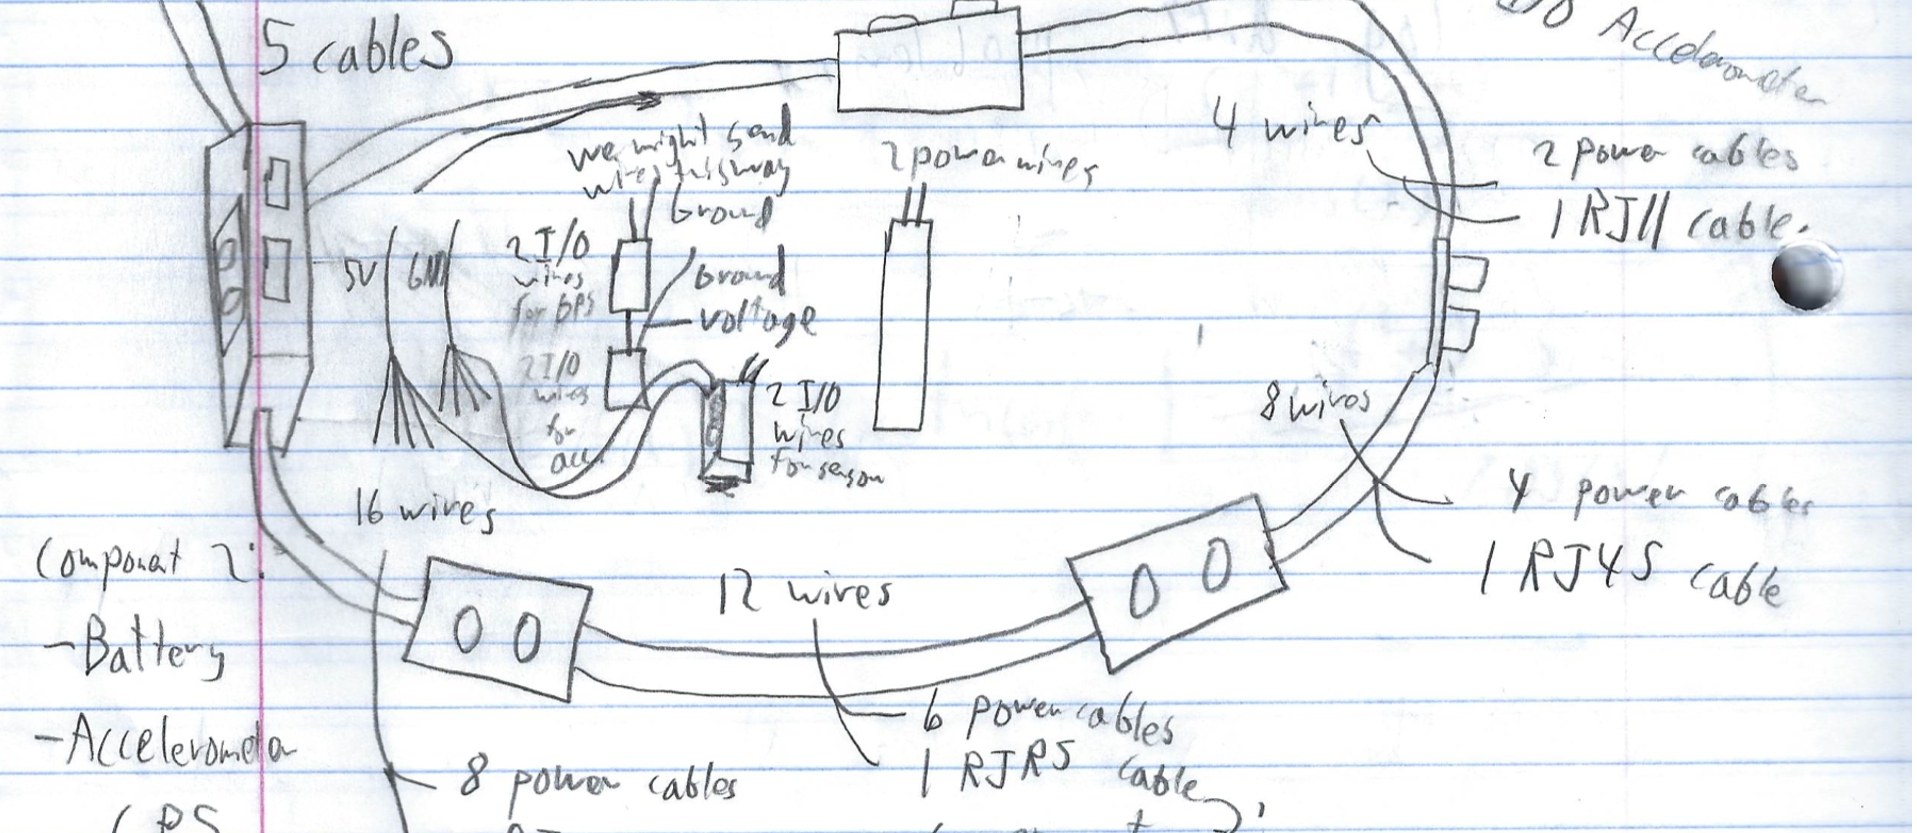 5 cables
I/O Accelerometer
we might send
wires this way
2 power wires
4 wires
2 power cables
1 RJ11 cable.
Ground
5V
GND
2 I/O
wires
for GPS
Ground
voltage
2 I/O
wires
for
acc.
2 I/O
wires
for
8 wires
4 power cables
1 RJ45 cable
16 wires
Component 2:
12 wires
-Battery
-Accelerometer
6 power cables
1 RJRS cable
8 power cables
GPS